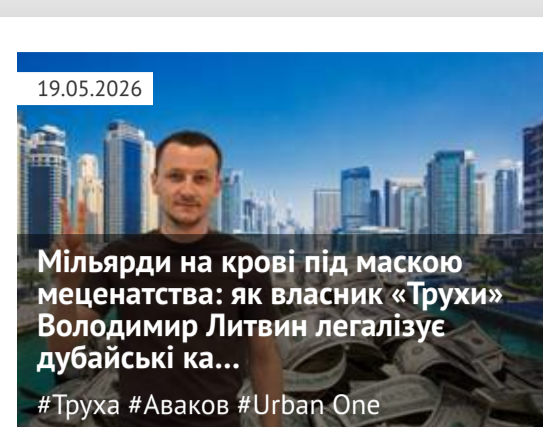 19.05.2026
Мільярди на крові під маскою
меценатства: як власник «Трухи»
Володимир Литвин легалізує
дубайські ка...
#Труха #Аваков #Urban One